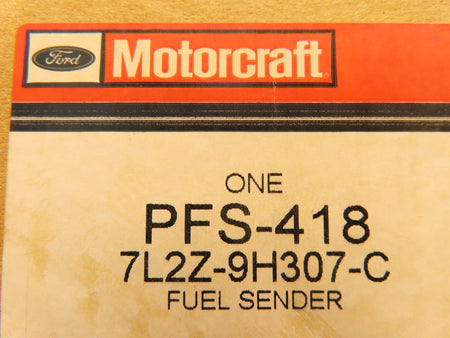 Ford Motorcraft
ONE
PFS-418
7L2Z-9H307-C
FUEL SENDER